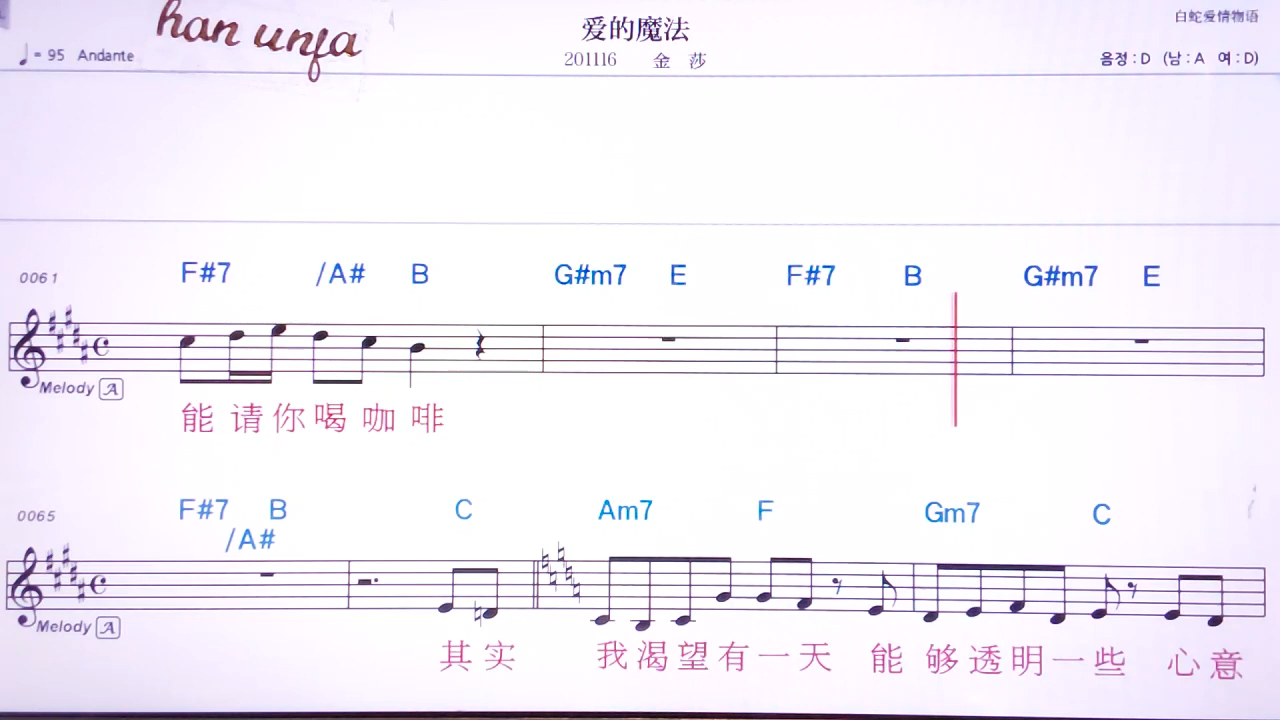 han unja
爱的魔法
白蛇爱情物语
♩= 95 Andante
201116 金 莎
음정 : D (남 : A 여 : D)
0061 F#7 /A# B G#m7 E F#7 B G#m7 E
Melody A
能 请 你 喝 咖 啡
0065 F#7 /A# B C Am7 F Gm7 C
Melody A
其 实 我 渴 望 有 一 天 能 够 透 明 一 些 心 意